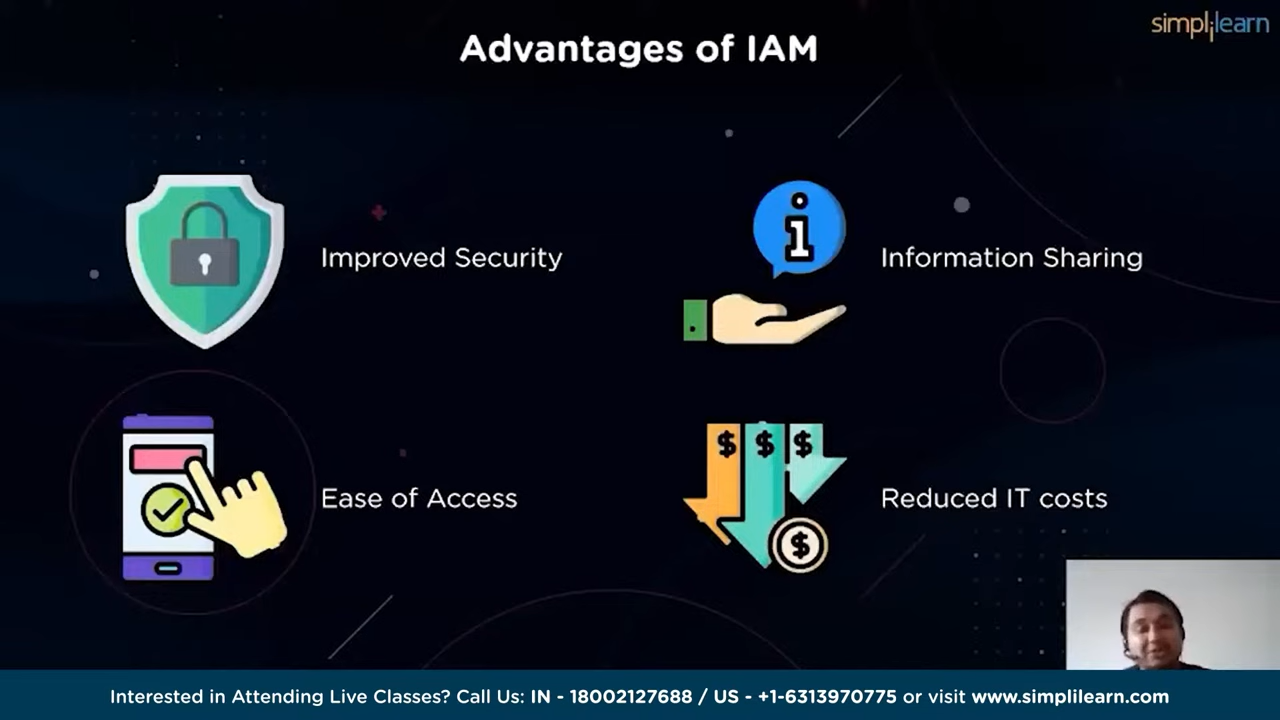 simplilearn
Advantages of IAM
Improved Security
Information Sharing
Ease of Access
Reduced IT costs
Interested in Attending Live Classes? Call Us: IN - 18002127688 / US - +1-6313970775 or visit www.simplilearn.com